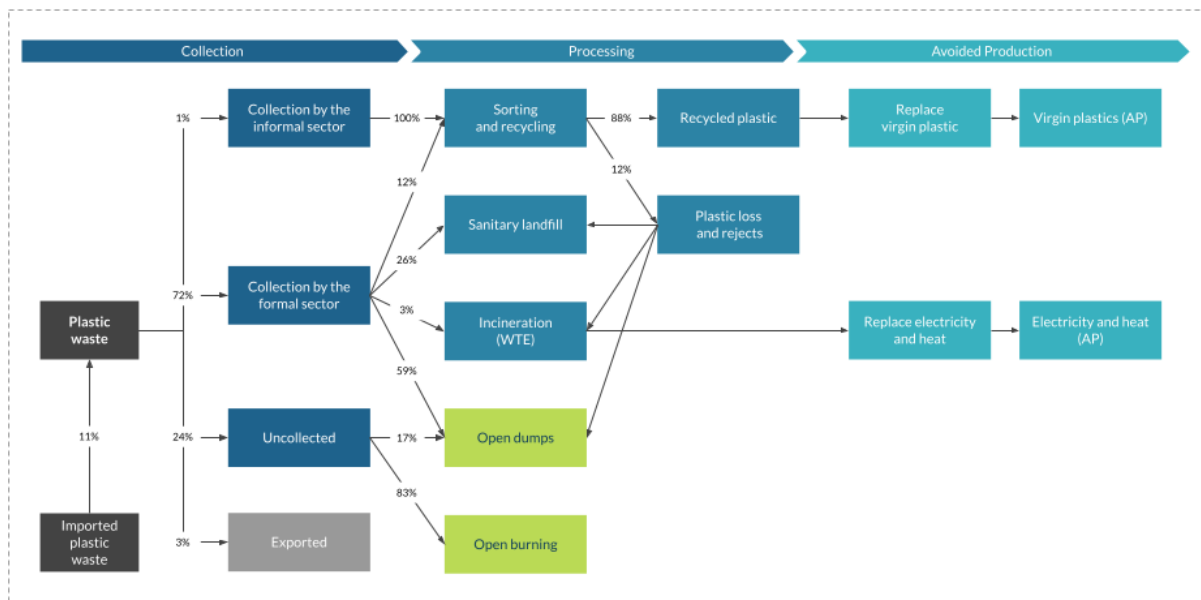 Collection
Processing
Avoided Production
1%
Collection by the
informal sector
100%
Sorting
and recycling
88%
Recycled plastic
Replace
virgin plastic
Virgin plastics (AP)
12%
12%
Sanitary landfill
Plastic loss
and rejects
26%
72%
Collection by the
formal sector
3%
Plastic
waste
Incineration
(WTE)
Replace electricity
and heat
Electricity and heat
(AP)
59%
11%
24%
Uncollected
17%
Open dumps
83%
Imported
plastic
waste
3%
Exported
Open burning